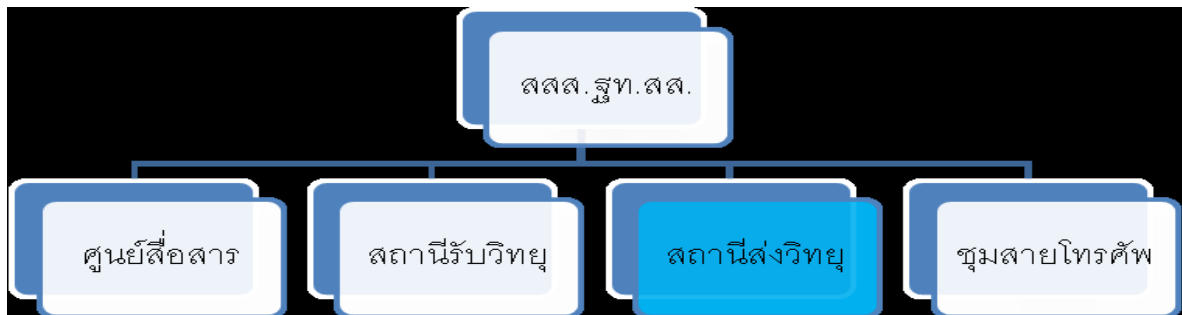 สสส.ฐท.สส.
ศูนย์สื่อสาร
สถานีรับวิทยุ
สถานีส่งวิทยุ
ชุมสายโทรศัพ